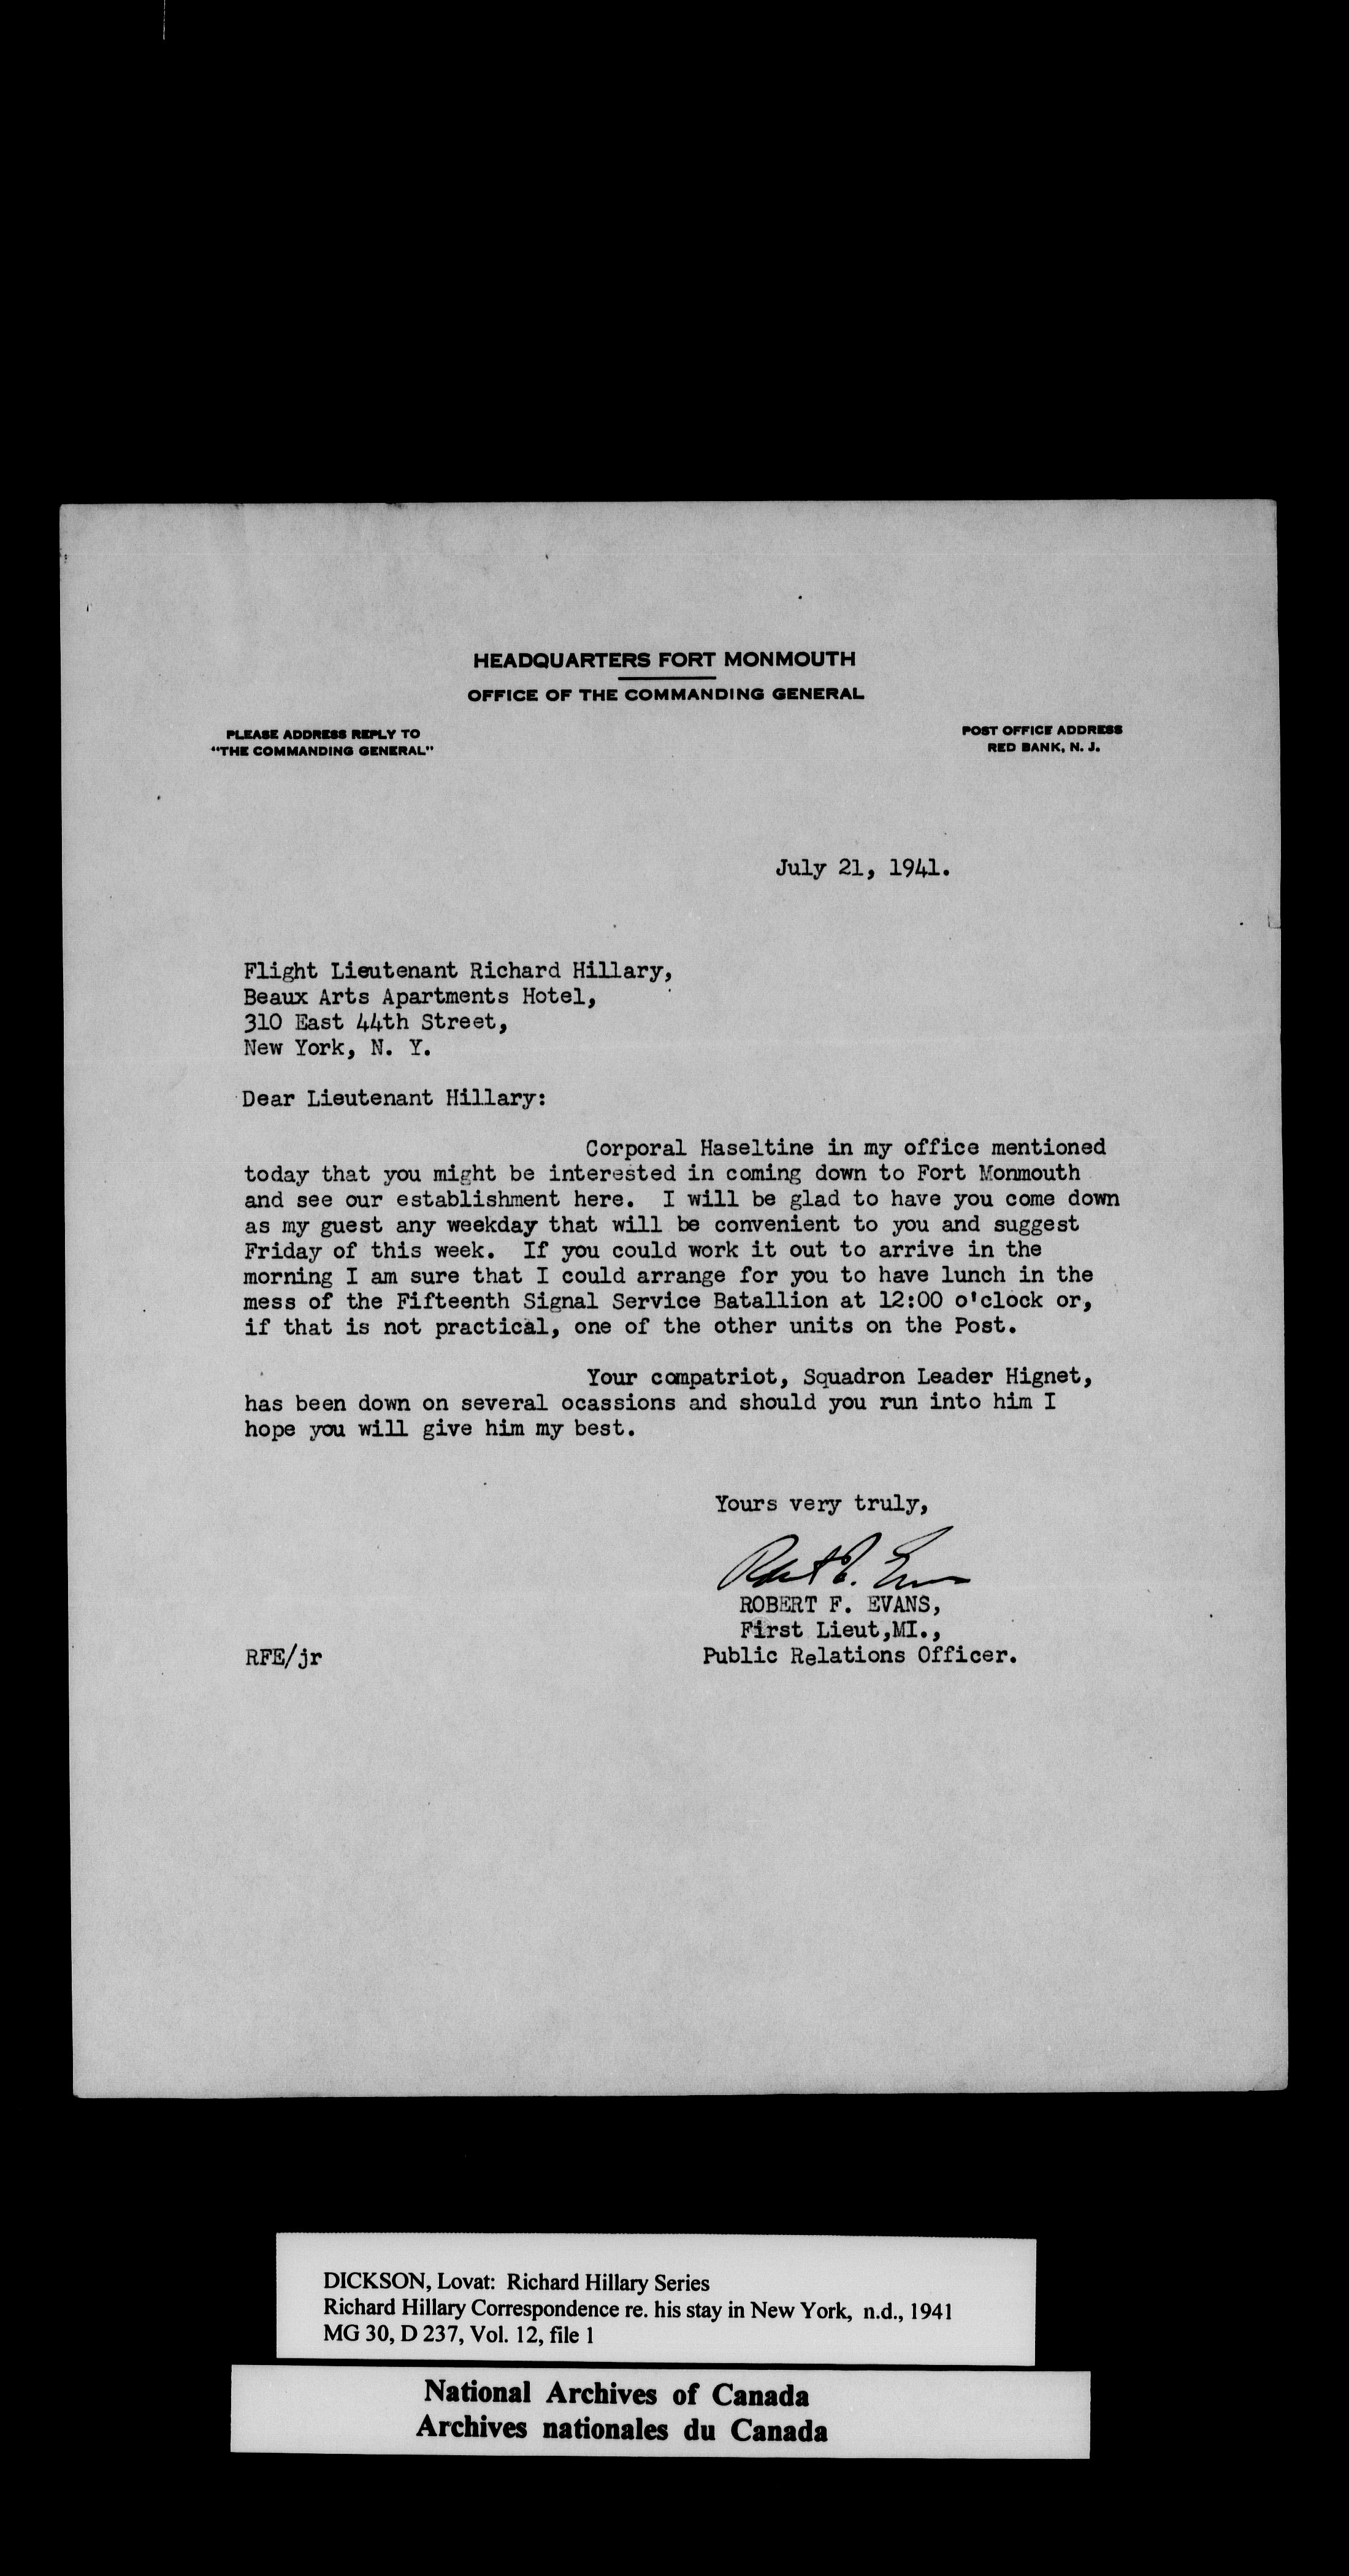 HEADQUARTERS FORT MONMOUTH
OFFICE OF THE COMMANDING GENERAL
PLEASE ADDRESS REPLY TO
"THE COMMANDING GENERAL"
POST OFFICE ADDRESS
RED BANK, N. J.
July 21, 1941.
Flight Lieutenant Richard Hillary,
Beaux Arts Apartments Hotel,
310 East 44th Street,
New York, N. Y.
Dear Lieutenant Hillary:
Corporal Haseltine in my office mentioned
today that you might be interested in coming down to Fort Monmouth
and see our establishment here. I will be glad to have you come down
as my guest any weekday that will be convenient to you and suggest
Friday of this week. If you could work it out to arrive in the
morning I am sure that I could arrange for you to have lunch in the
mess of the Fifteenth Signal Service Batallion at 12:00 o'clock or,
if that is not practical, one of the other units on the Post.
Your compatriot, Squadron Leader Hignet,
has been down on several ocassions and should you run into him I
hope you will give him my best.
Yours very truly,
Robert F. Evans
ROBERT F. EVANS,
First Lieut,MI.,
Public Relations Officer.
RFE/jr
DICKSON, Lovat: Richard Hillary Series
Richard Hillary Correspondence re. his stay in New York, n.d., 1941
MG 30, D 237, Vol. 12, file 1
National Archives of Canada
Archives nationales du Canada